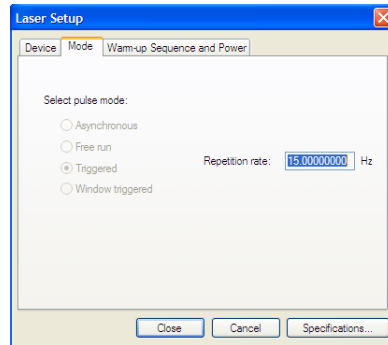 Laser Setup
Device Mode Warm-up Sequence and Power
Select pulse mode:
Asynchronous
Free run
Triggered
Window triggered
Repetition rate: 15.00000000 Hz
Close Cancel Specifications...